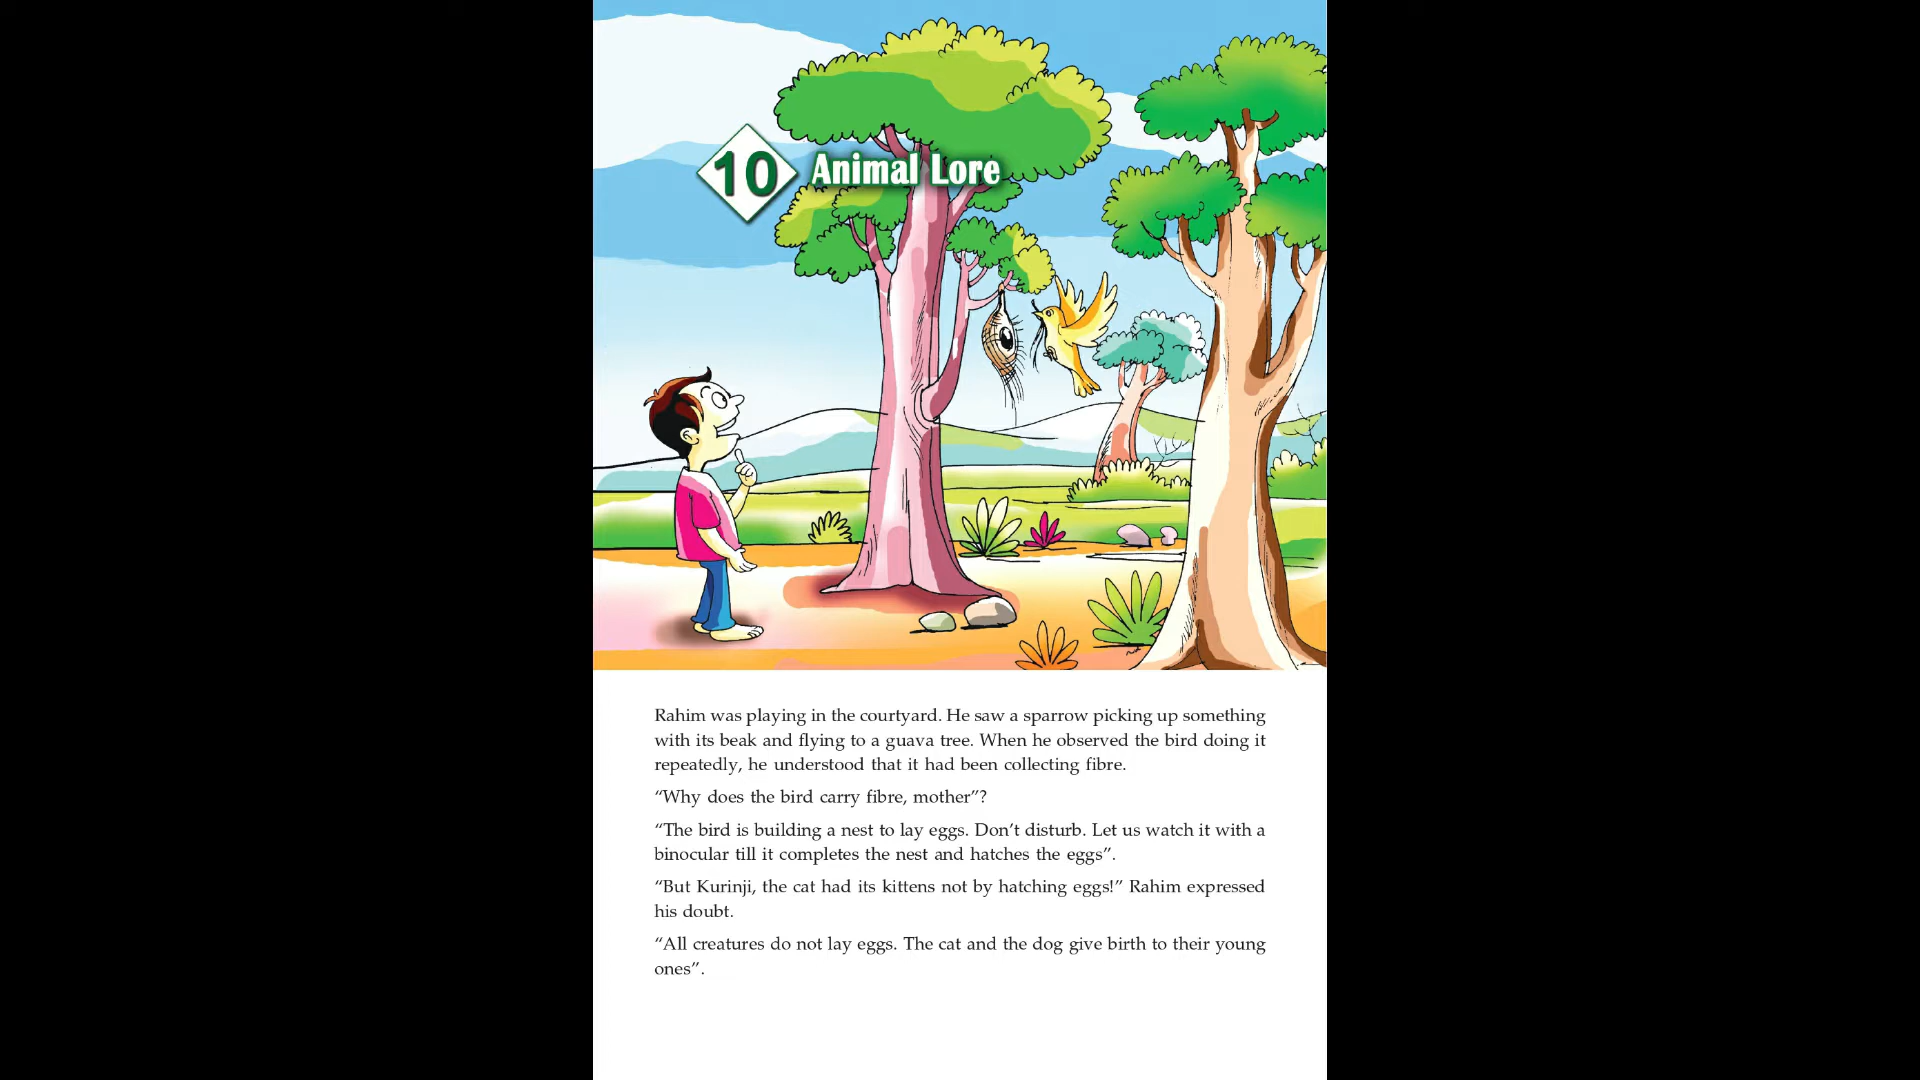 10 Animal Lore
Rahim was playing in the courtyard. He saw a sparrow picking up something
with its beak and flying to a guava tree. When he observed the bird doing it
repeatedly, he understood that it had been collecting fibre.
“Why does the bird carry fibre, mother”?
“The bird is building a nest to lay eggs. Don’t disturb. Let us watch it with a
binocular till it completes the nest and hatches the eggs”.
“But Kurinji, the cat had its kittens not by hatching eggs!” Rahim expressed
his doubt.
“All creatures do not lay eggs. The cat and the dog give birth to their young
ones”.